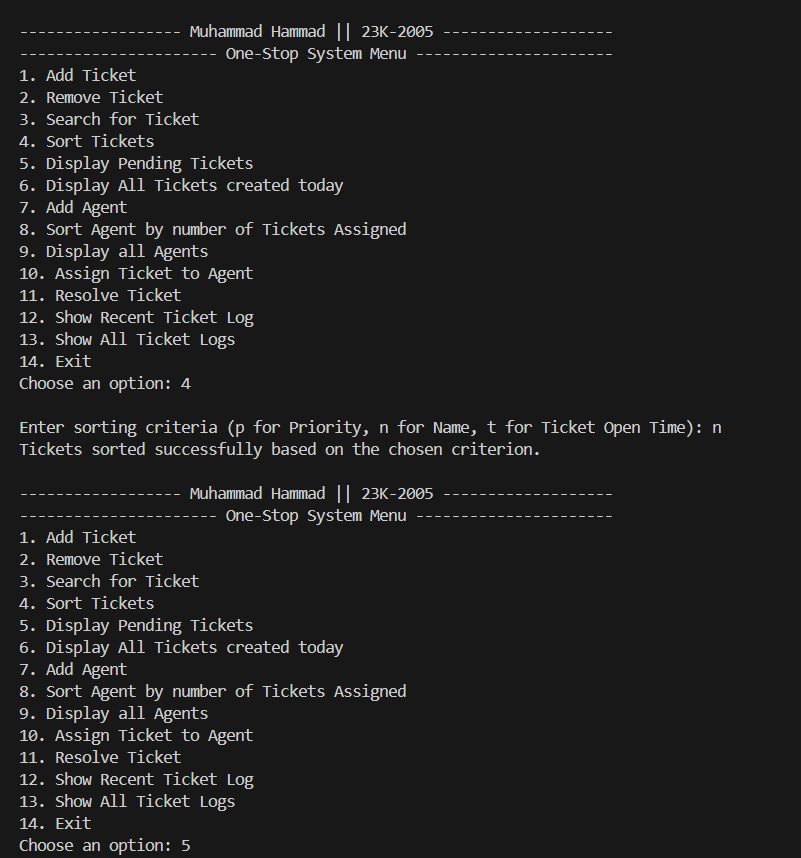 ------------------ Muhammad Hammad || 23K-2005 -------------------
---------------------- One-Stop System Menu ----------------------
1. Add Ticket
2. Remove Ticket
3. Search for Ticket
4. Sort Tickets
5. Display Pending Tickets
6. Display All Tickets created today
7. Add Agent
8. Sort Agent by number of Tickets Assigned
9. Display all Agents
10. Assign Ticket to Agent
11. Resolve Ticket
12. Show Recent Ticket Log
13. Show All Ticket Logs
14. Exit
Choose an option: 4
Enter sorting criteria (p for Priority, n for Name, t for Ticket Open Time): n
Tickets sorted successfully based on the chosen criterion.
------------------ Muhammad Hammad || 23K-2005 -------------------
---------------------- One-Stop System Menu ----------------------
1. Add Ticket
2. Remove Ticket
3. Search for Ticket
4. Sort Tickets
5. Display Pending Tickets
6. Display All Tickets created today
7. Add Agent
8. Sort Agent by number of Tickets Assigned
9. Display all Agents
10. Assign Ticket to Agent
11. Resolve Ticket
12. Show Recent Ticket Log
13. Show All Ticket Logs
14. Exit
Choose an option: 5